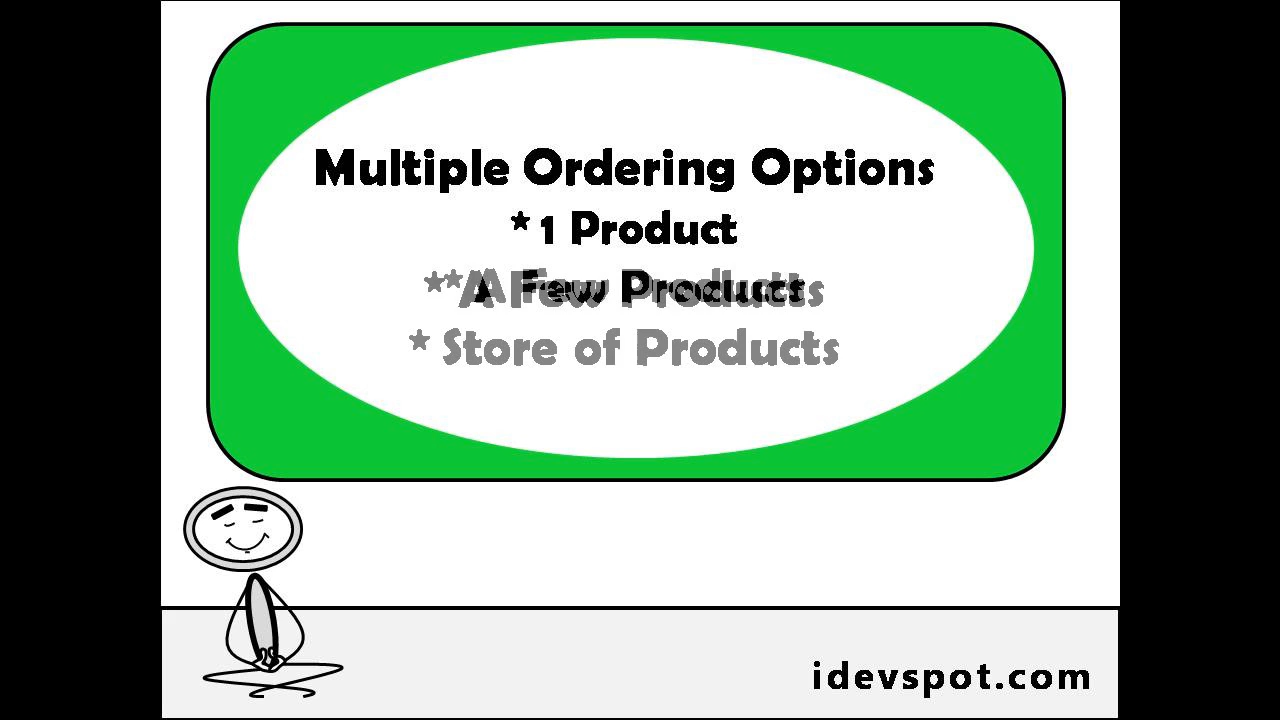 Multiple Ordering Options
* 1 Product
* A Few Products
* Store of Products
idevspot.com